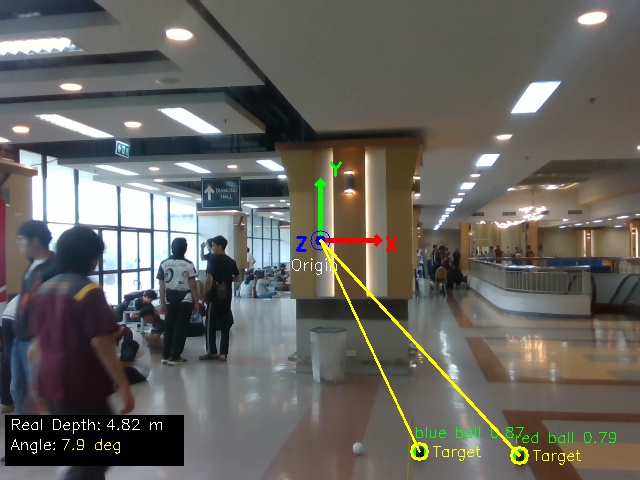 DIAMOND
HALL
Y
Z
X
Origin
Real Depth: 4.82 m
Angle: 7.9 deg
blue ball 0.87
red ball 0.79
Target
Target